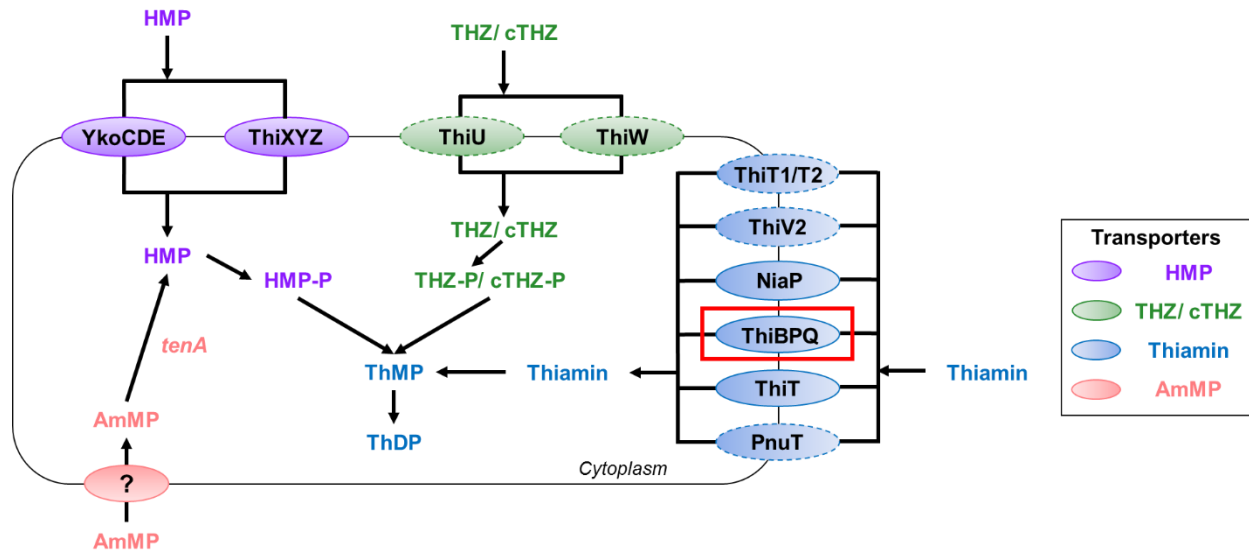 HMP
THZ/ cTHZ
YkoCDE
ThiXYZ
ThiU
ThiW
ThiT1/T2
ThiV2
NiaP
ThiBPQ
ThiT
PnuT
HMP
HMP-P
THZ/ cTHZ
THZ-P/ cTHZ-P
tenA
ThMP
Thiamin
Thiamin
AmMP
ThDP
Cytoplasm
?
AmMP
Transporters
HMP
THZ/ cTHZ
Thiamin
AmMP